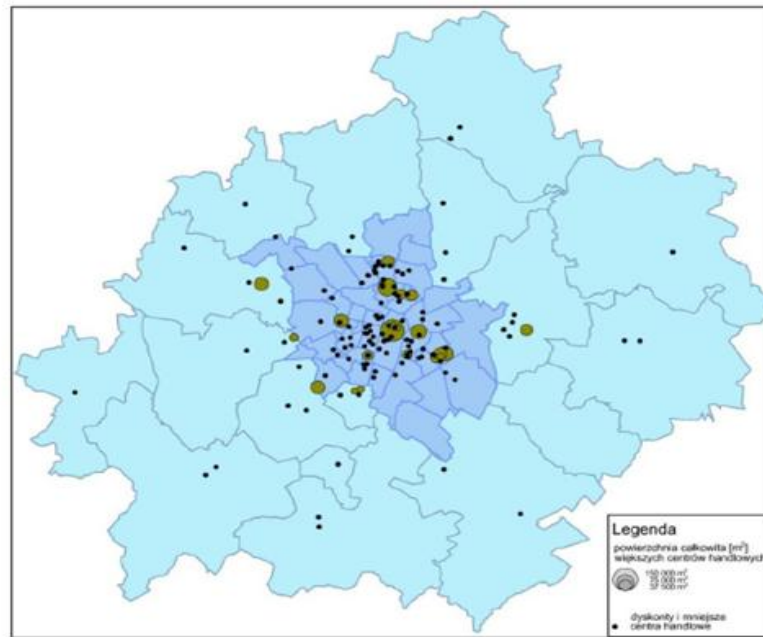 Legenda
powierzchnia całkowita [m²]
większych centrów handlowych
150 000 m²
75 000 m²
37 500 m²
dyskonty i mniejsze
centra handlowe